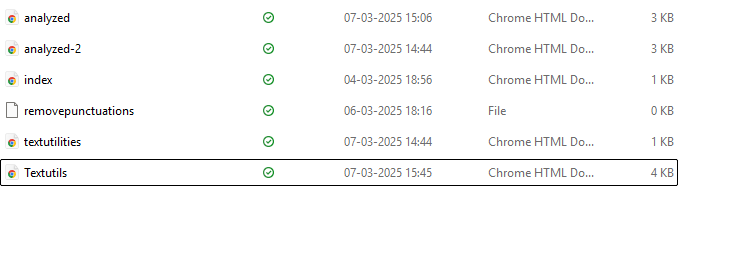 analyzed 07-03-2025 15:06 Chrome HTML Do... 3 KB
analyzed-2 07-03-2025 14:44 Chrome HTML Do... 3 KB
index 04-03-2025 18:56 Chrome HTML Do... 1 KB
removepunctuations 06-03-2025 18:16 File 0 KB
textutilities 07-03-2025 14:44 Chrome HTML Do... 1 KB
Textutils 07-03-2025 15:45 Chrome HTML Do... 4 KB